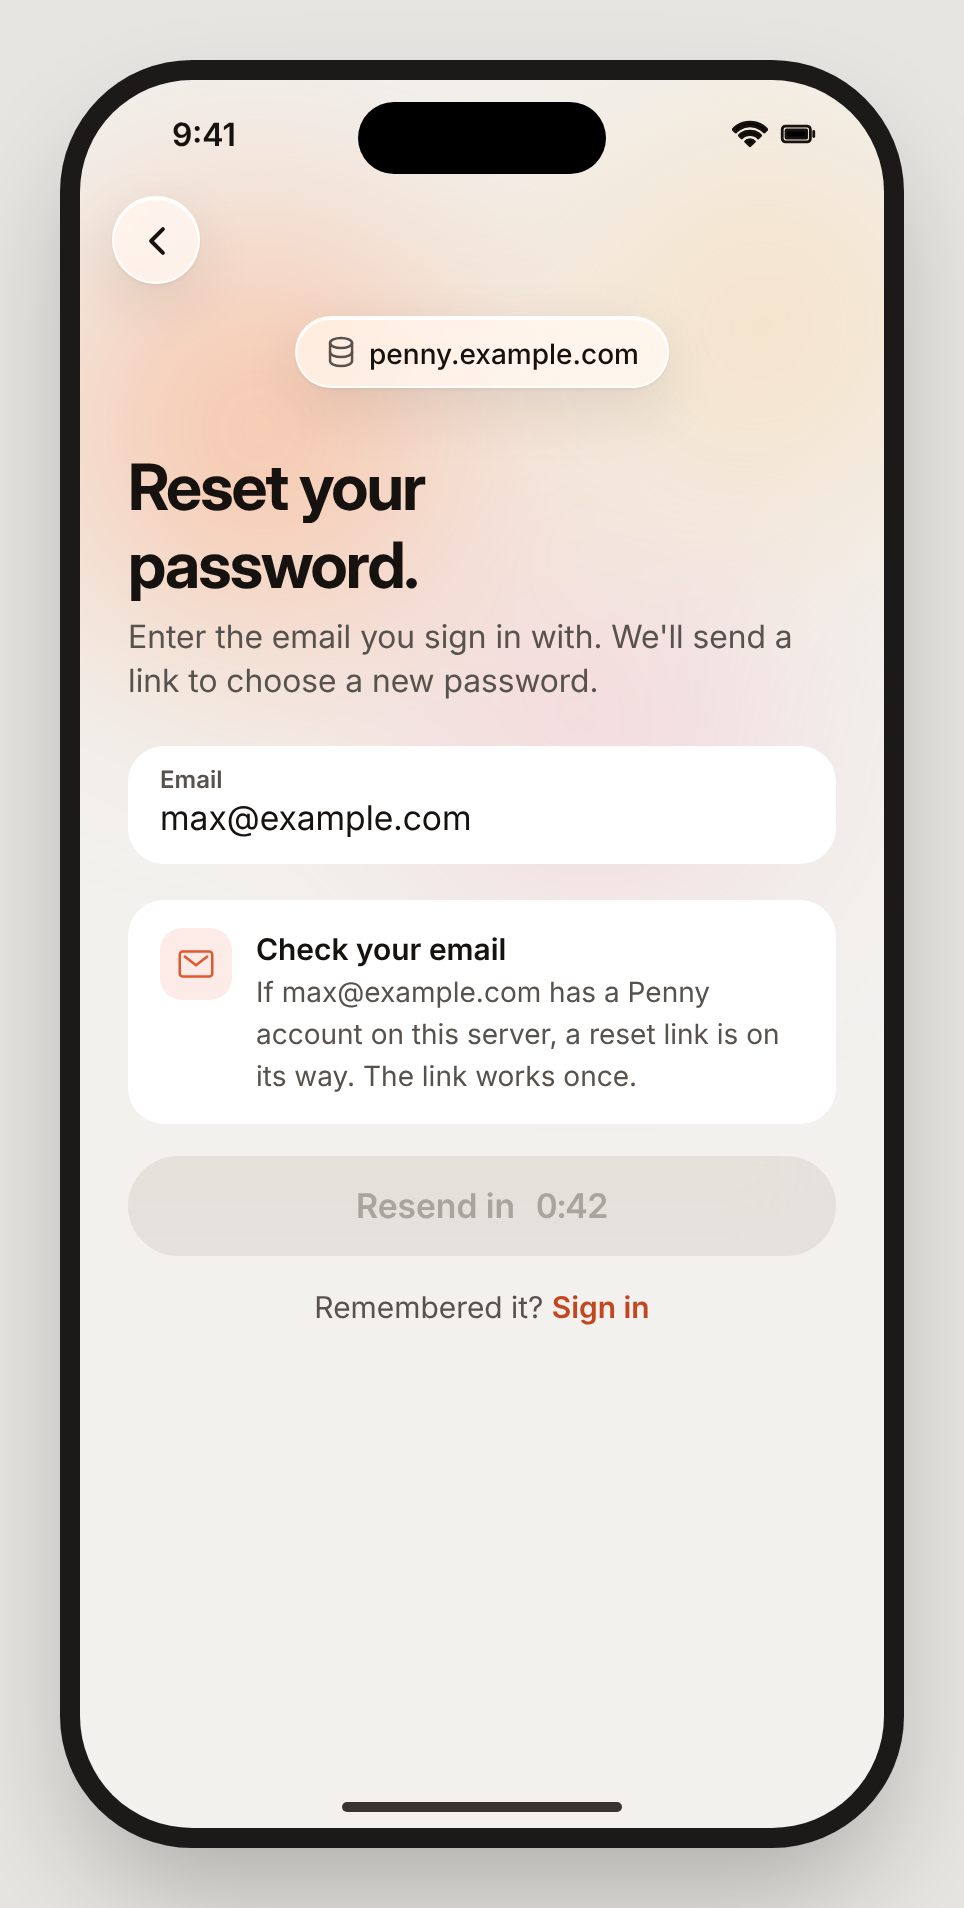 9:41
penny.example.com
Reset your
password.
Enter the email you sign in with. We'll send a
link to choose a new password.
Email
max@example.com
Check your email
If max@example.com has a Penny
account on this server, a reset link is on
its way. The link works once.
Resend in 0:42
Remembered it? Sign in